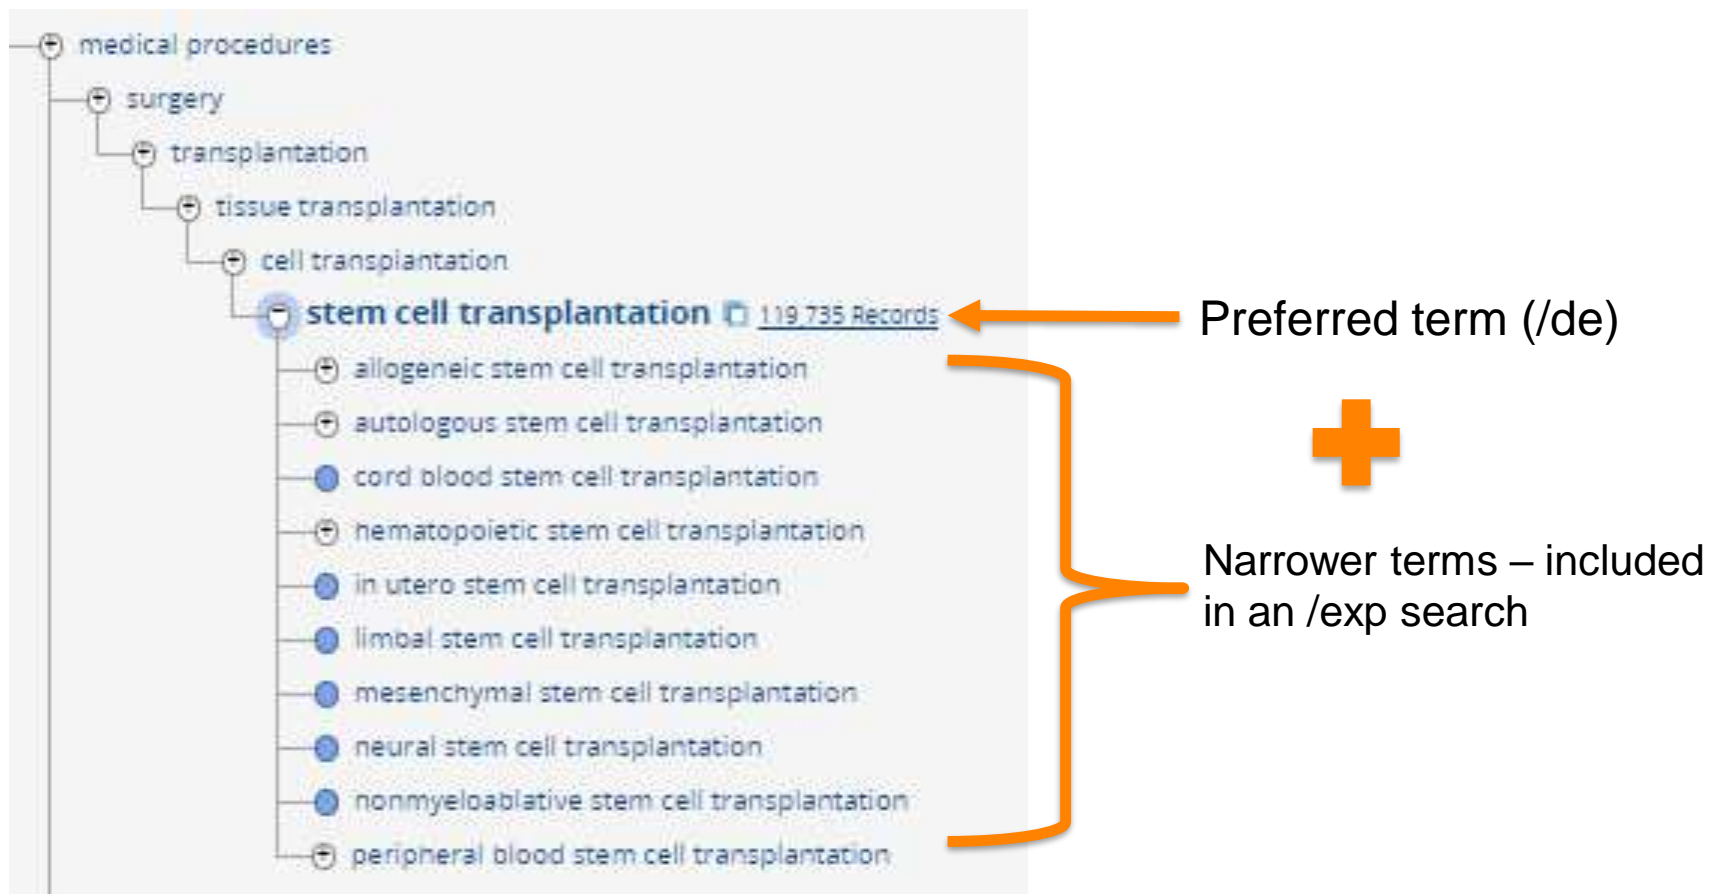 medical procedures
surgery
transplantation
tissue transplantation
cell transplantation
stem cell transplantation 119,735 Records
Preferred term (/de)
allogeneic stem cell transplantation
autologous stem cell transplantation
cord blood stem cell transplantation
hematopoietic stem cell transplantation
in utero stem cell transplantation
limbal stem cell transplantation
mesenchymal stem cell transplantation
neural stem cell transplantation
nonmyeloablative stem cell transplantation
peripheral blood stem cell transplantation
Narrower terms – included
in an /exp search